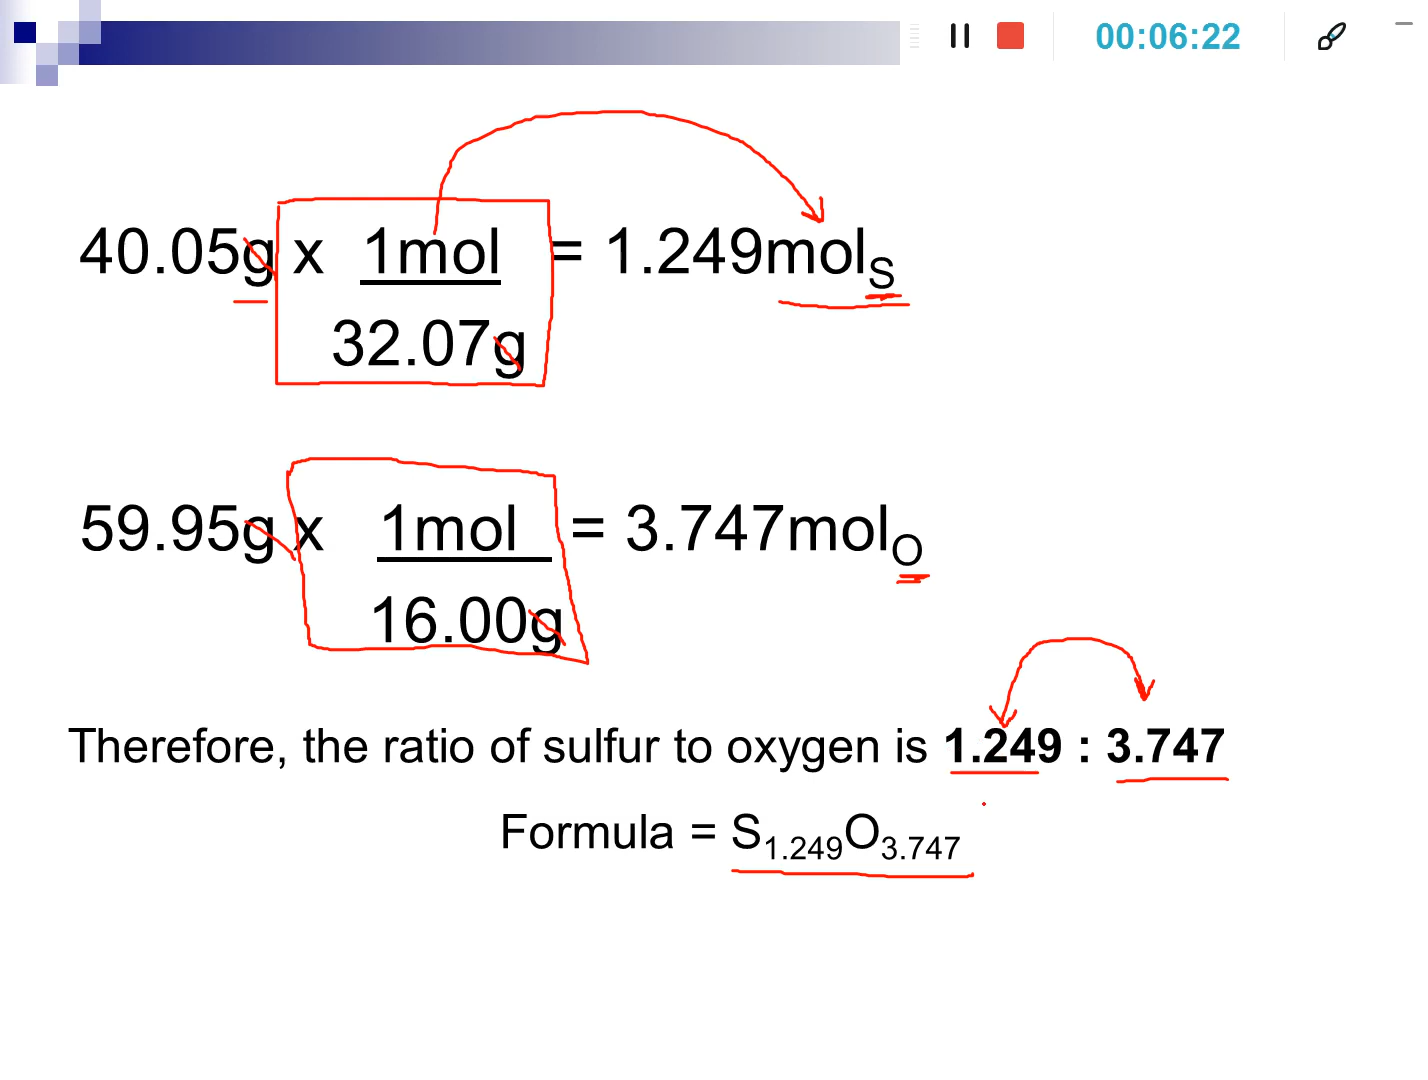 00:06:22
40.05g x 1mol = 1.249molS
32.07g
59.95g x 1mol = 3.747molO
16.00g
Therefore, the ratio of sulfur to oxygen is 1.249 : 3.747
Formula = S1.249O3.747